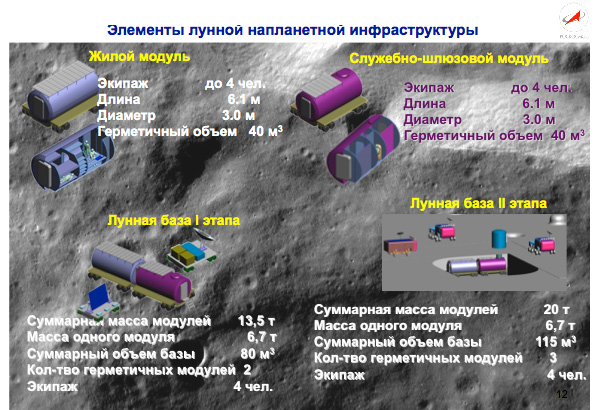 Элементы лунной напланетной инфраструктуры
Жилой модуль
Экипаж до 4 чел.
Длина 6.1 м
Диаметр 3.0 м
Герметичный объем 40 м³
Служебно-шлюзовой модуль
Экипаж до 4 чел.
Длина 6.1 м
Диаметр 3.0 м
Герметичный объем 40 м³
Лунная база I этапа
Суммарная масса модулей 13,5 т
Масса одного модуля 6,7 т
Суммарный объем базы 80 м³
Кол-тво герметичных модулей 2
Экипаж 4 чел.
Лунная база II этапа
Суммарная масса модулей 20 т
Масса одного модуля 6,7 т
Суммарный объем базы 115 м³
Кол-тво герметичных модулей 3
Экипаж 4 чел.
12